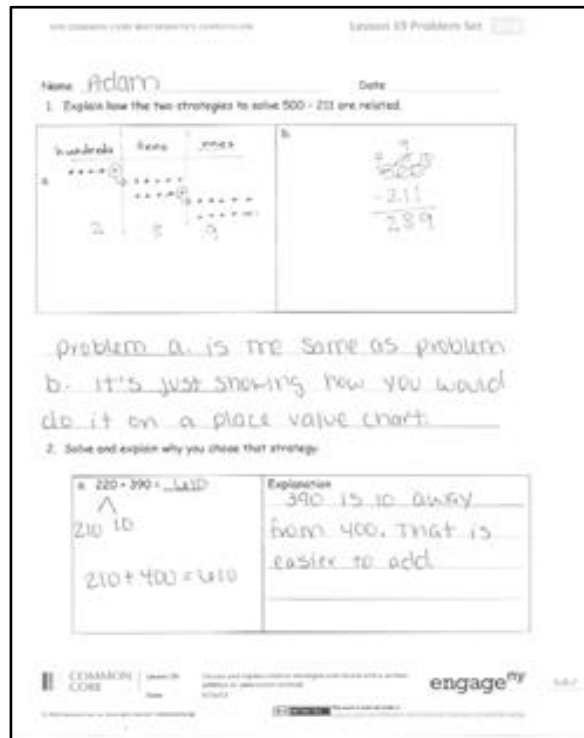 Lesson 19 Problem Set
Name Adam Date
1. Explain how the two strategies to solve 500 - 211 are related.
hundreds tens ones
a.
2 8 9
b.
9
500
-211
289
problem a. is the same as problem
b. it's just showing how you would
do it on a place value chart.
2. Solve and explain why you chose that strategy.
a. 220 + 390 = 610
210 10
210 + 400 = 610
Explanation
390 is 10 away
from 400. That is
easier to add
COMMON
CORE
engage ny